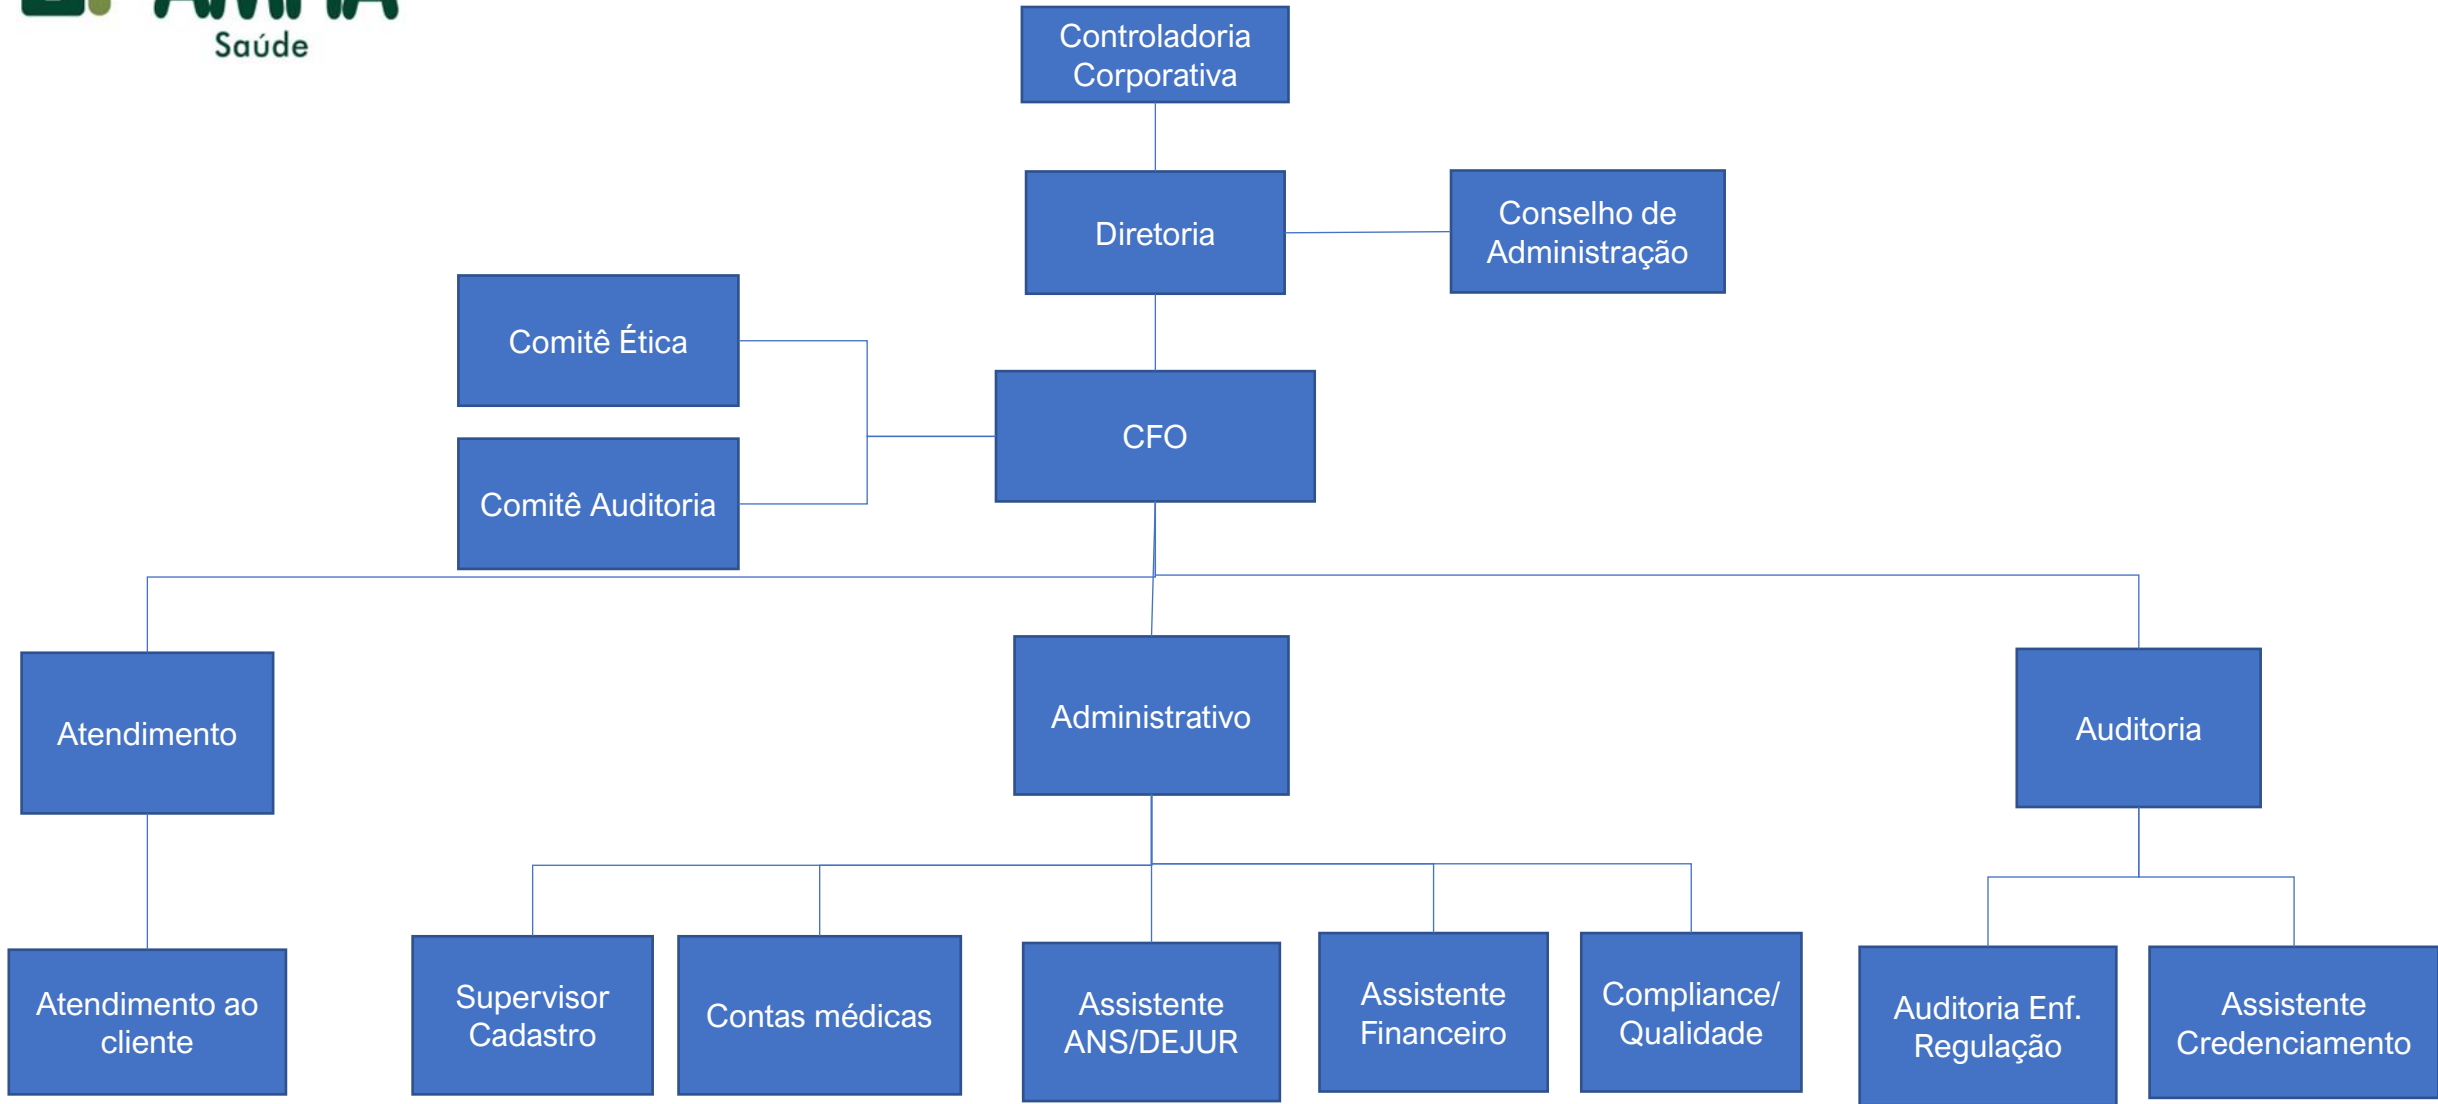 Saúde
Controladoria
Corporativa
Diretoria
Conselho de
Administração
Comitê Ética
CFO
Comitê Auditoria
Atendimento
Administrativo
Auditoria
Atendimento ao
cliente
Supervisor
Cadastro
Contas médicas
Assistente
ANS/DEJUR
Assistente
Financeiro
Compliance/
Qualidade
Auditoria Enf.
Regulação
Assistente
Credenciamento